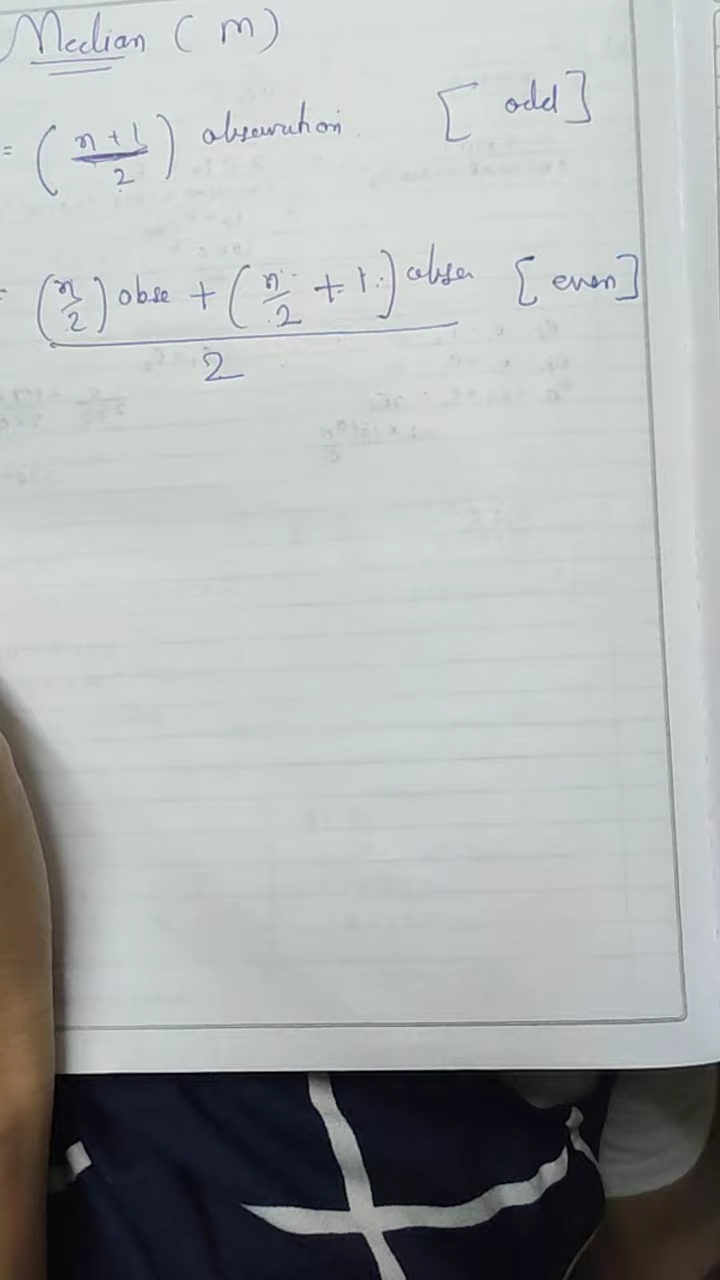 Median ( m )
= (n + 1 / 2) observation [ odd ]
= (n / 2) obse + (n / 2 + 1) obser [ even ]
2